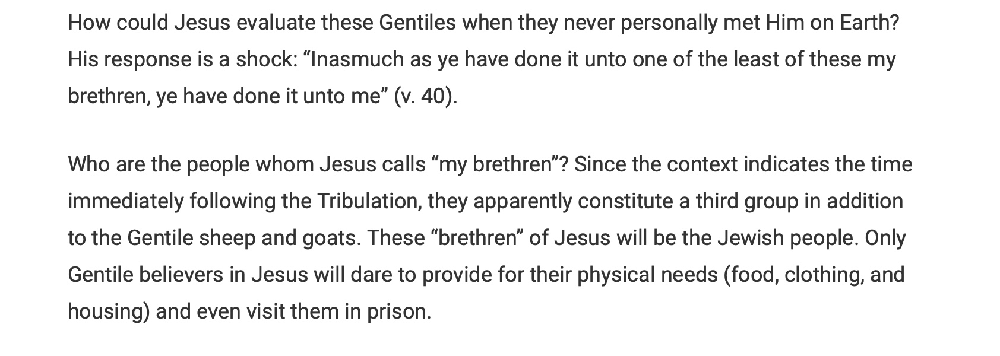 How could Jesus evaluate these Gentiles when they never personally met Him on Earth?
His response is a shock: “Inasmuch as ye have done it unto one of the least of these my
brethren, ye have done it unto me” (v. 40).
Who are the people whom Jesus calls “my brethren”? Since the context indicates the time
immediately following the Tribulation, they apparently constitute a third group in addition
to the Gentile sheep and goats. These “brethren” of Jesus will be the Jewish people. Only
Gentile believers in Jesus will dare to provide for their physical needs (food, clothing, and
housing) and even visit them in prison.